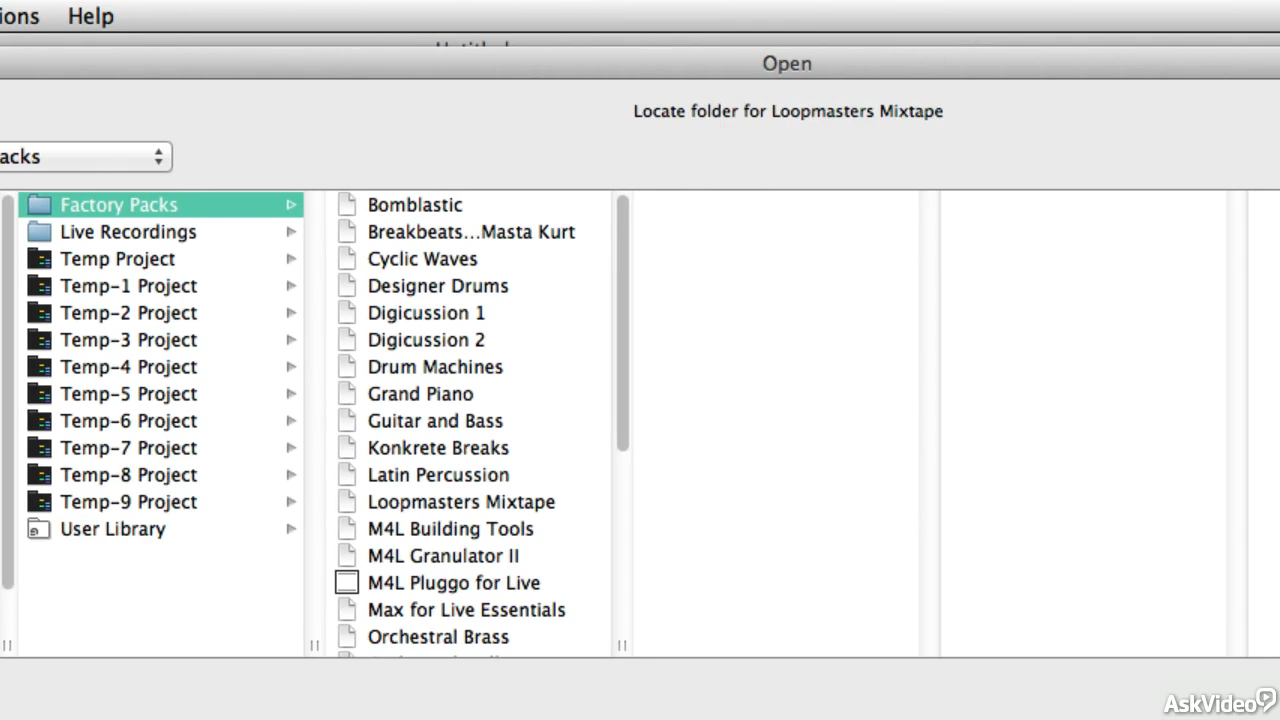 ions Help
Untitled
Open
Locate folder for Loopmasters Mixtape
acks
Factory Packs
Live Recordings
Temp Project
Temp-1 Project
Temp-2 Project
Temp-3 Project
Temp-4 Project
Temp-5 Project
Temp-6 Project
Temp-7 Project
Temp-8 Project
Temp-9 Project
User Library
Bomblastic
Breakbeats...Masta Kurt
Cyclic Waves
Designer Drums
Digicussion 1
Digicussion 2
Drum Machines
Grand Piano
Guitar and Bass
Konkrete Breaks
Latin Percussion
Loopmasters Mixtape
M4L Building Tools
M4L Granulator II
M4L Pluggo for Live
Max for Live Essentials
Orchestral Brass
AskVideo